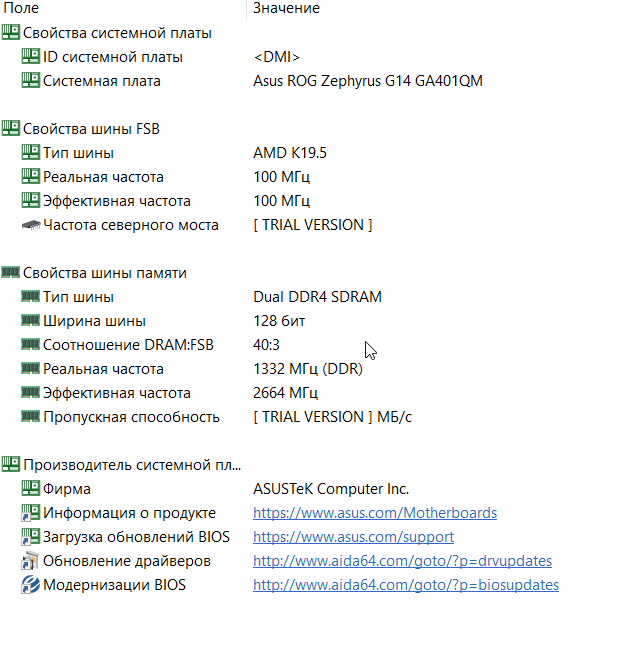 Поле Значение
Свойства системной платы
ID системной платы <DMI>
Системная плата Asus ROG Zephyrus G14 GA401QM
Свойства шины FSB
Тип шины AMD K19.5
Реальная частота 100 МГц
Эффективная частота 100 МГц
Частота северного моста [ TRIAL VERSION ]
Свойства шины памяти
Тип шины Dual DDR4 SDRAM
Ширина шины 128 бит
Соотношение DRAM:FSB 40:3
Реальная частота 1332 МГц (DDR)
Эффективная частота 2664 МГц
Пропускная способность [ TRIAL VERSION ] МБ/с
Производитель системной пл...
Фирма ASUSTeK Computer Inc.
Информация о продукте https://www.asus.com/Motherboards
Загрузка обновлений BIOS https://www.asus.com/support
Обновление драйверов http://www.aida64.com/goto/?p=drvupdates
Модернизации BIOS http://www.aida64.com/goto/?p=biosupdates